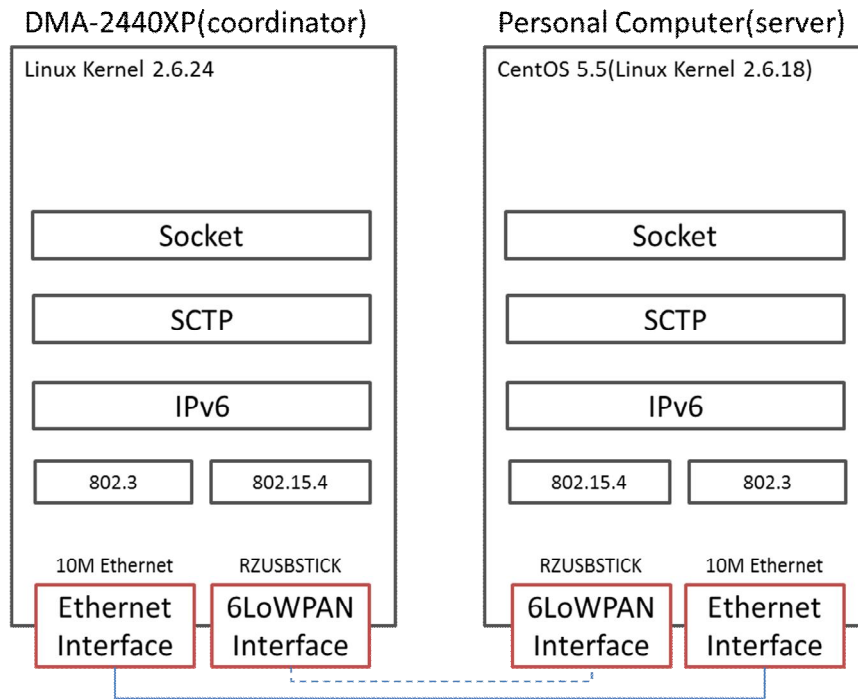 DMA-2440XP(coordinator)
Linux Kernel 2.6.24
Socket
SCTP
IPv6
802.3
802.15.4
10M Ethernet
RZUSBSTICK
Ethernet
Interface
6LoWPAN
Interface
Personal Computer(server)
CentOS 5.5(Linux Kernel 2.6.18)
Socket
SCTP
IPv6
802.15.4
802.3
RZUSBSTICK
10M Ethernet
6LoWPAN
Interface
Ethernet
Interface